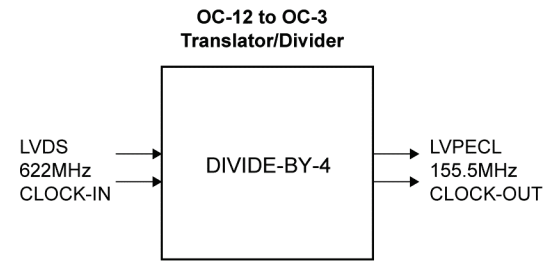 OC-12 to OC-3
Translator/Divider
LVDS
622MHz
CLOCK-IN
DIVIDE-BY-4
LVPECL
155.5MHz
CLOCK-OUT